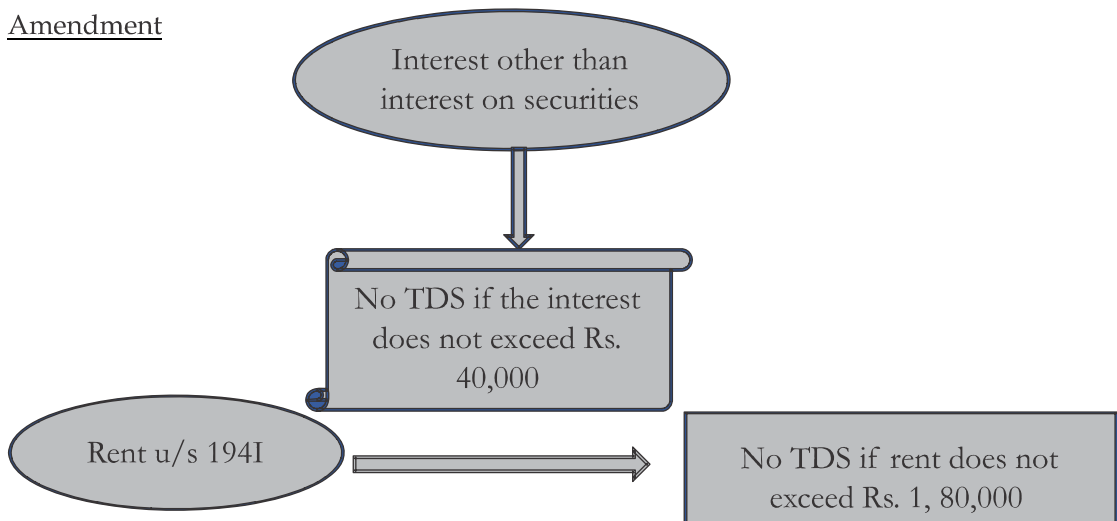 Amendment
Interest other than
interest on securities
No TDS if the interest
does not exceed Rs.
40,000
Rent u/s 194I
No TDS if rent does not
exceed Rs. 1, 80,000